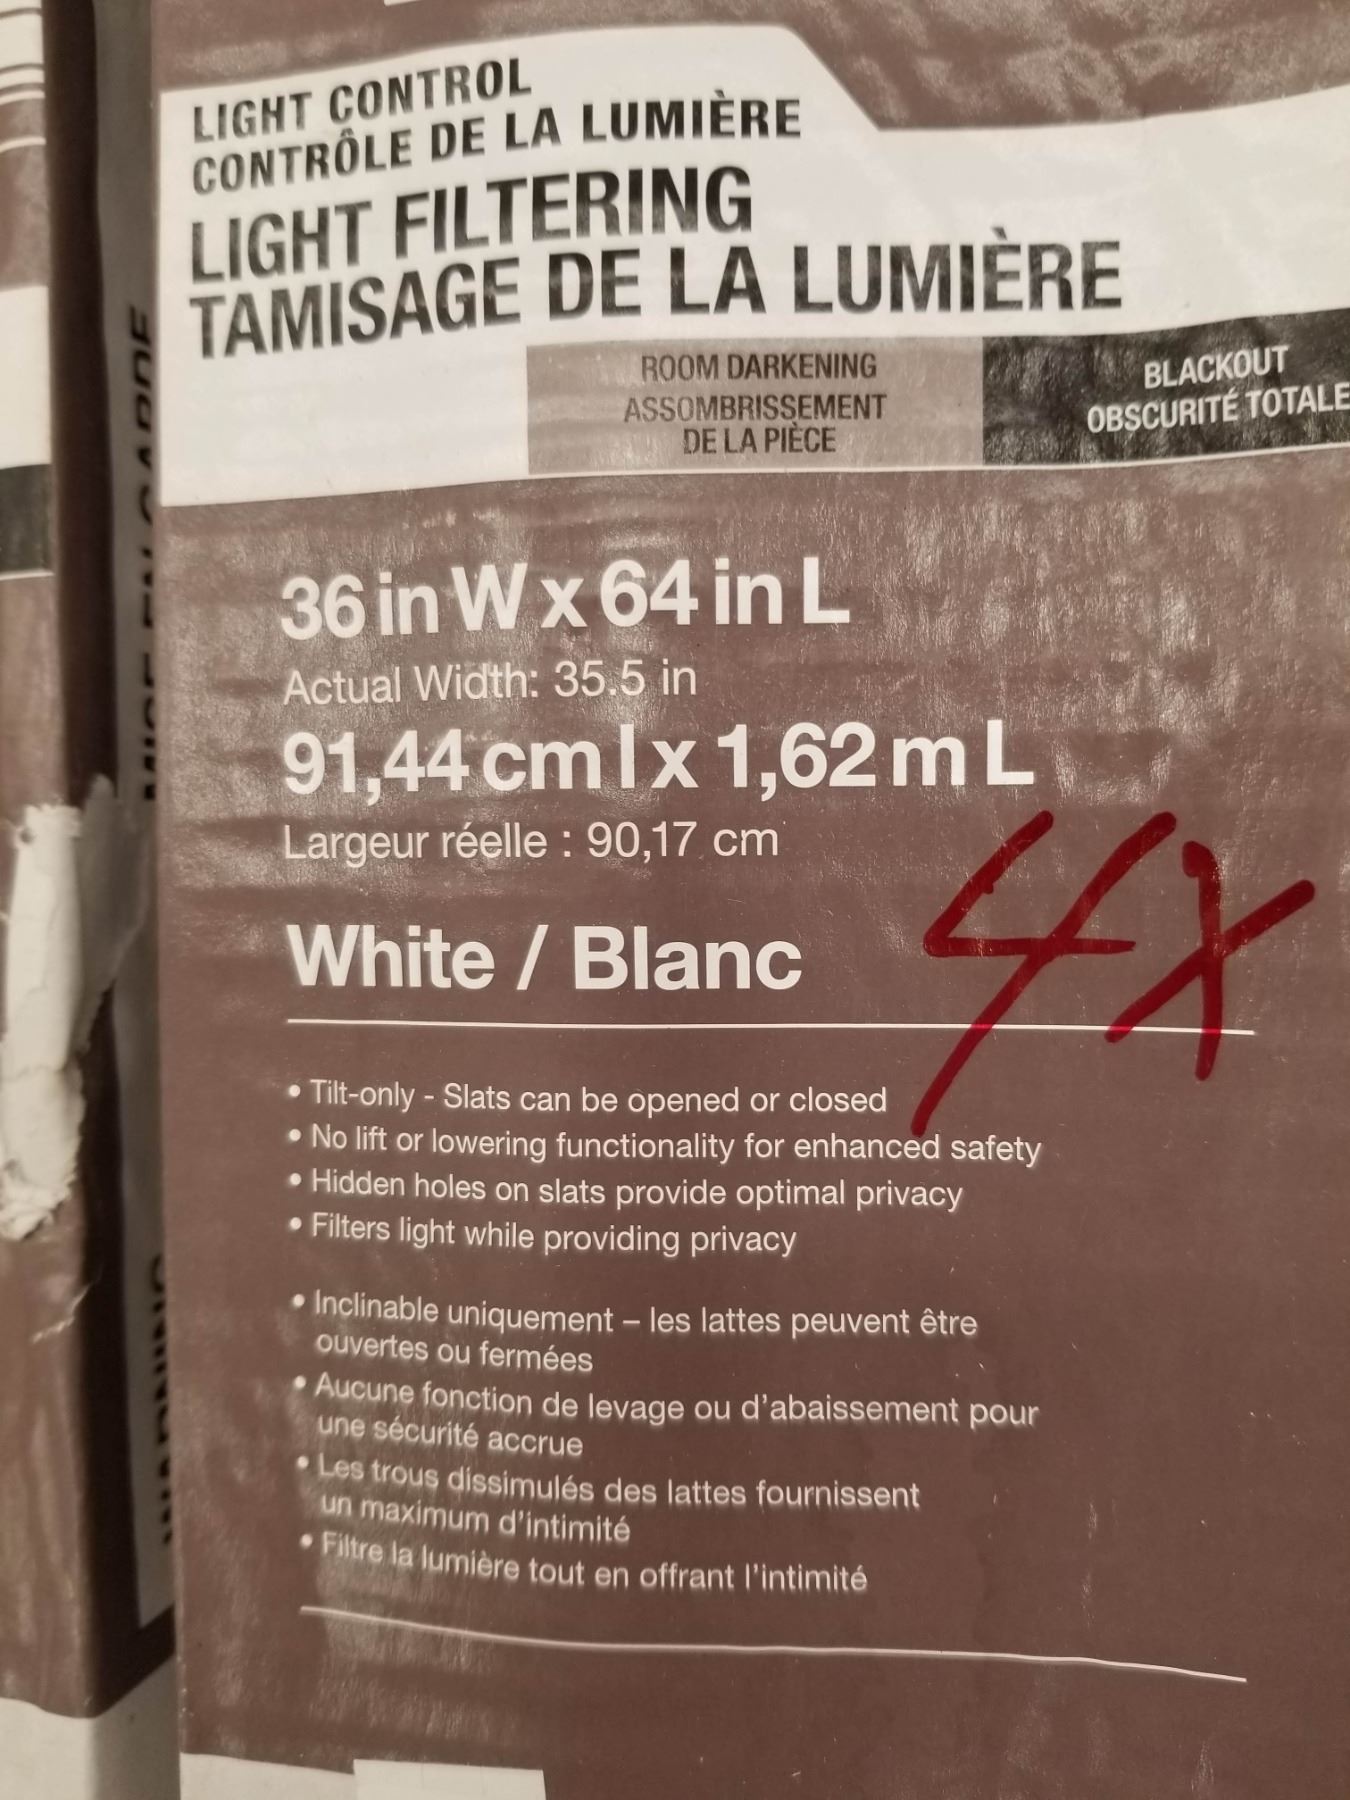 LIGHT CONTROL
CONTRÔLE DE LA LUMIÈRE
LIGHT FILTERING
TAMISAGE DE LA LUMIÈRE
ROOM DARKENING
ASSOMBRISSEMENT
DE LA PIÈCE
BLACKOUT
OBSCURITÉ TOTALE
36 in W x 64 in L
Actual Width: 35.5 in
91,44 cm l x 1,62 m L
Largeur réelle : 90,17 cm
4X
White / Blanc
• Tilt-only - Slats can be opened or closed
• No lift or lowering functionality for enhanced safety
• Hidden holes on slats provide optimal privacy
• Filters light while providing privacy
• Inclinable uniquement – les lattes peuvent être
ouvertes ou fermées
• Aucune fonction de levage ou d'abaissement pour
une sécurité accrue
• Les trous dissimulés des lattes fournissent
un maximum d'intimité
• Filtre la lumière tout en offrant l'intimité